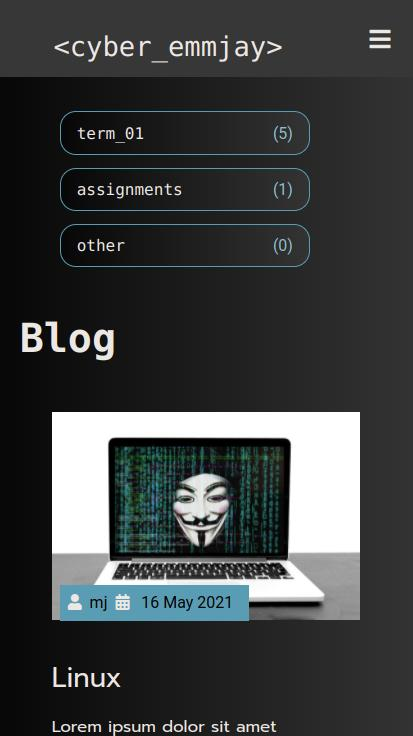 <cyber_emmjay>
term_01 (5)
assignments (1)
other (0)
Blog
mj 16 May 2021
Linux
Lorem ipsum dolor sit amet